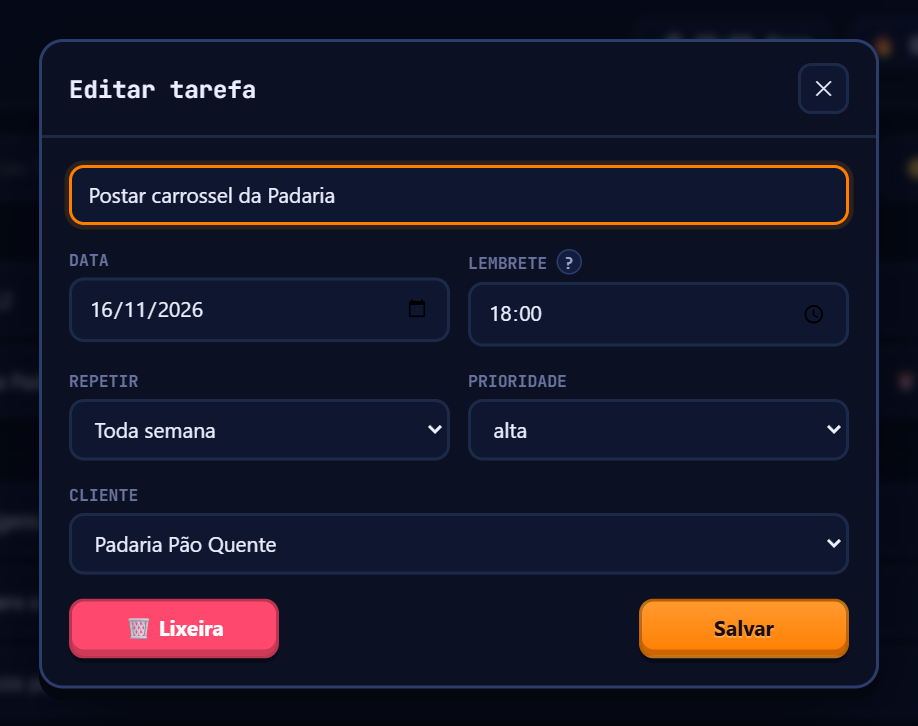 Editar tarefa
Postar carrossel da Padaria
DATA
LEMBRETE ?
16/11/2026
18:00
REPETIR
PRIORIDADE
Toda semana
alta
CLIENTE
Padaria Pão Quente
Lixeira
Salvar